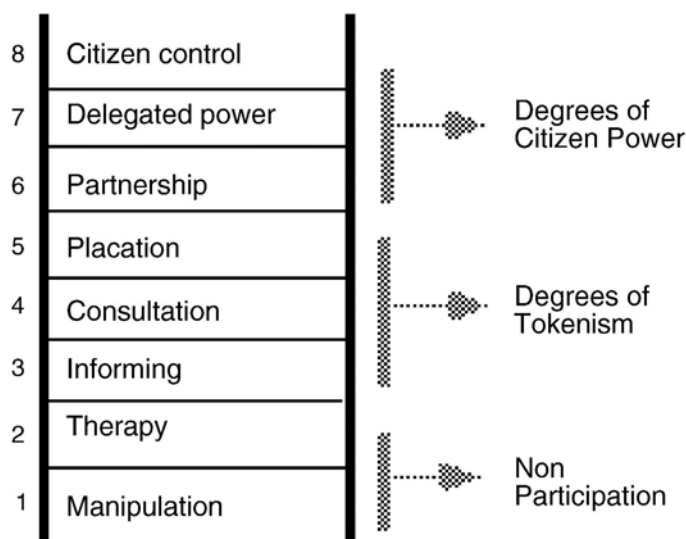 8 Citizen control
7 Delegated power
6 Partnership
5 Placation
4 Consultation
3 Informing
2 Therapy
1 Manipulation
Degrees of
Citizen Power
Degrees of
Tokenism
Non
Participation